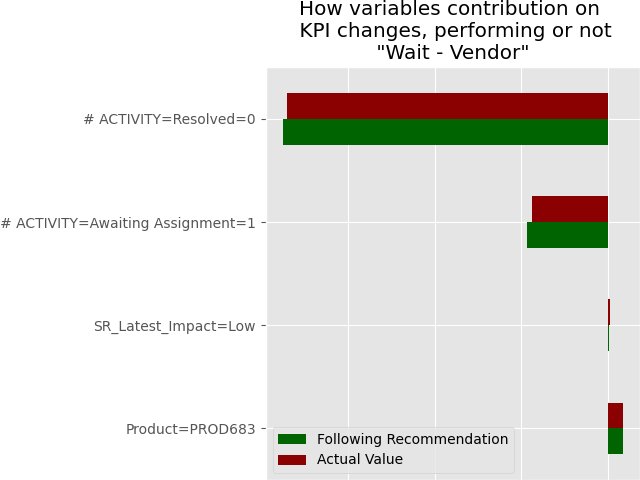 How variables contribution on
KPI changes, performing or not
"Wait - Vendor"
# ACTIVITY=Resolved=0
# ACTIVITY=Awaiting Assignment=1
SR_Latest_Impact=Low
Product=PROD683
Following Recommendation
Actual Value